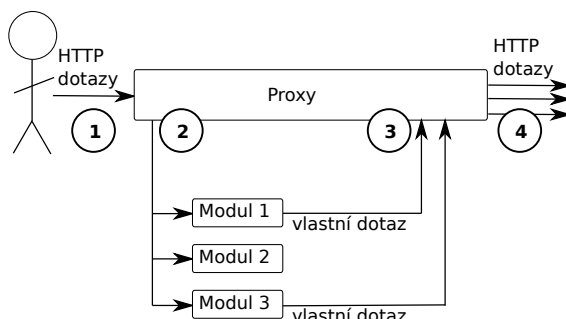 HTTP
dotazy
HTTP
dotazy
Proxy
1
2
3
4
Modul 1
vlastní dotaz
Modul 2
Modul 3
vlastní dotaz